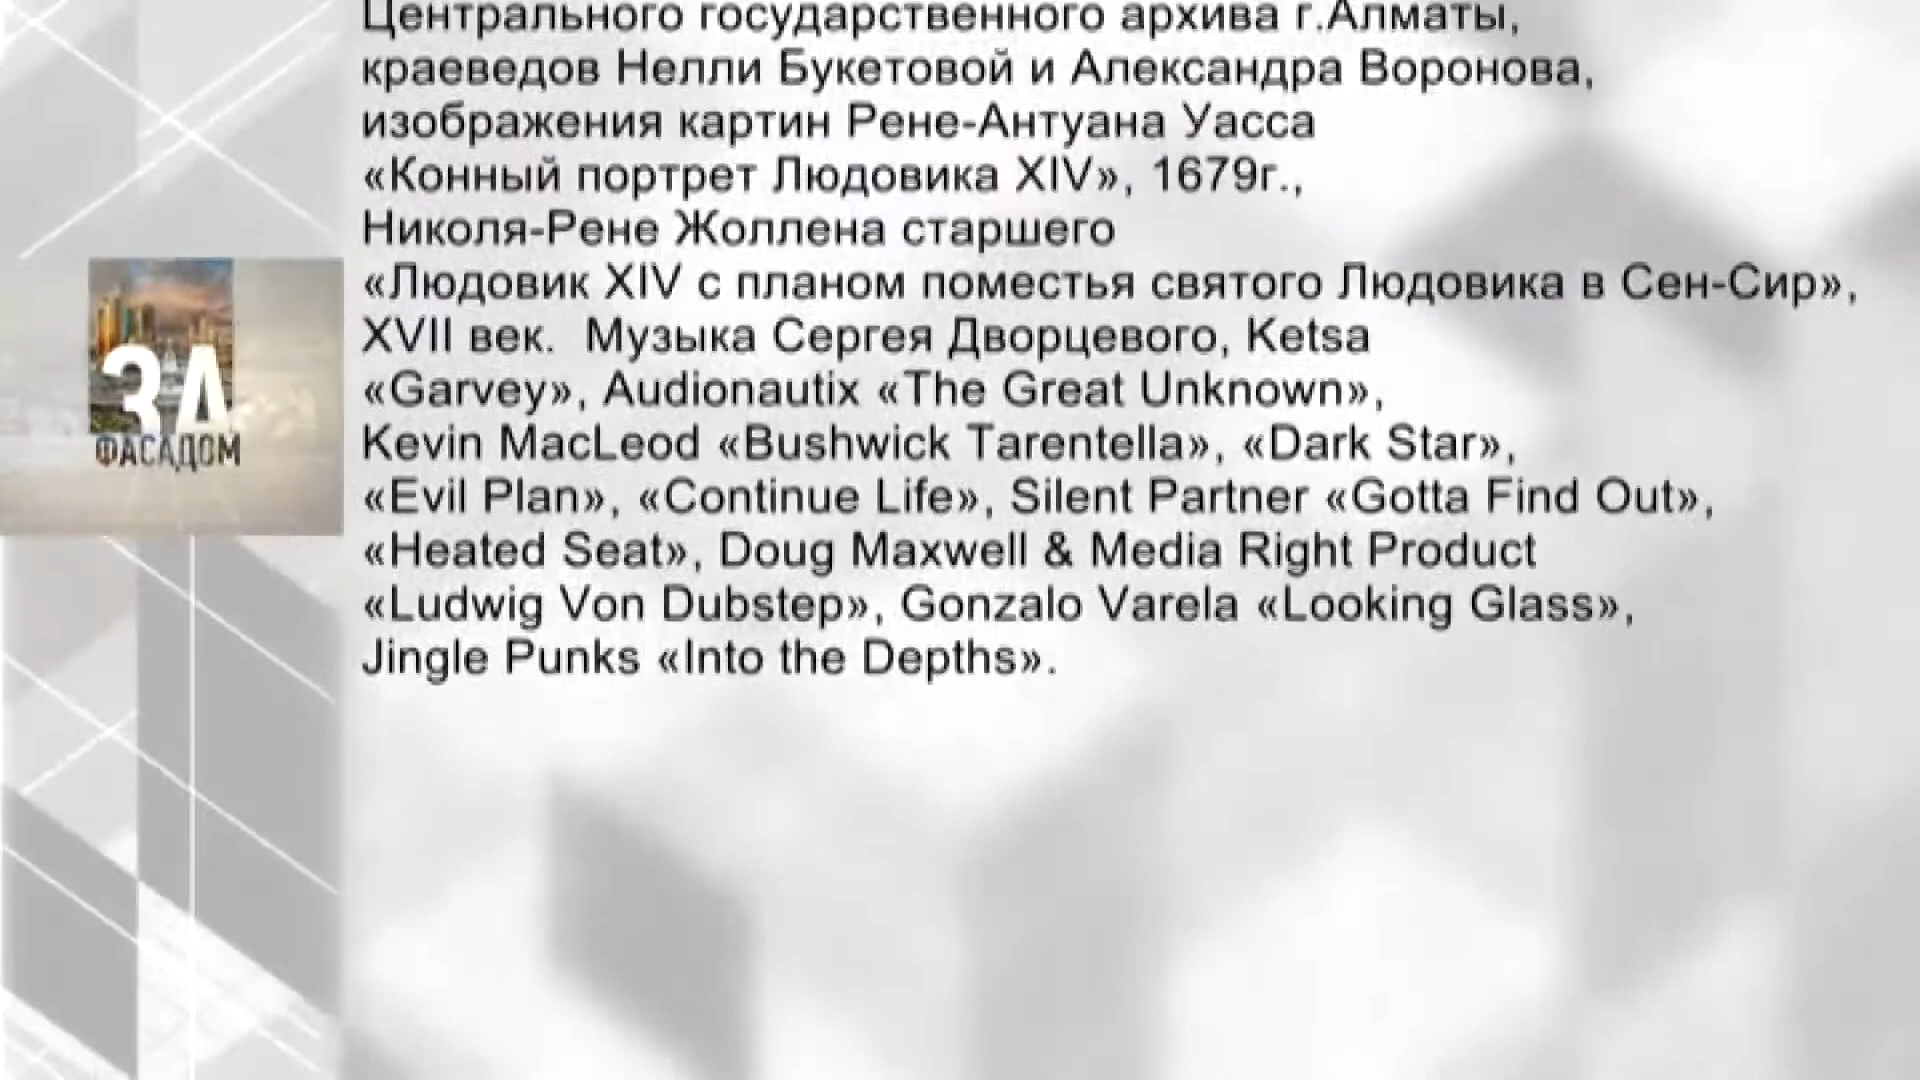 Центрального государственного архива г.Алматы,
краеведов Нелли Букетовой и Александра Воронова,
изображения картин Рене-Антуана Уасса
«Конный портрет Людовика XIV», 1679г.,
Николя-Рене Жоллена старшего
«Людовик XIV с планом поместья святого Людовика в Сен-Сир»,
XVII век. Музыка Сергея Дворцевого, Ketsa
«Garvey», Audionautix «The Great Unknown»,
Kevin MacLeod «Bushwick Tarentella», «Dark Star»,
«Evil Plan», «Continue Life», Silent Partner «Gotta Find Out»,
«Heated Seat», Doug Maxwell & Media Right Product
«Ludwig Von Dubstep», Gonzalo Varela «Looking Glass»,
Jingle Punks «Into the Depths».
ЗА
ФАСАДОМ